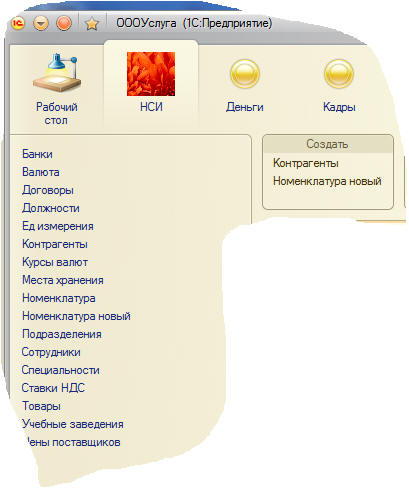 ОООУслуга (1С:Предприятие)
Рабочий
стол
НСИ
Деньги
Кадры
Создать
Контрагенты
Номенклатура новый
Банки
Валюта
Договоры
Должности
Ед измерения
Контрагенты
Курсы валют
Места хранения
Номенклатура
Номенклатура новый
Подразделения
Сотрудники
Специальности
Ставки НДС
Товары
Учебные заведения
Цены поставщиков